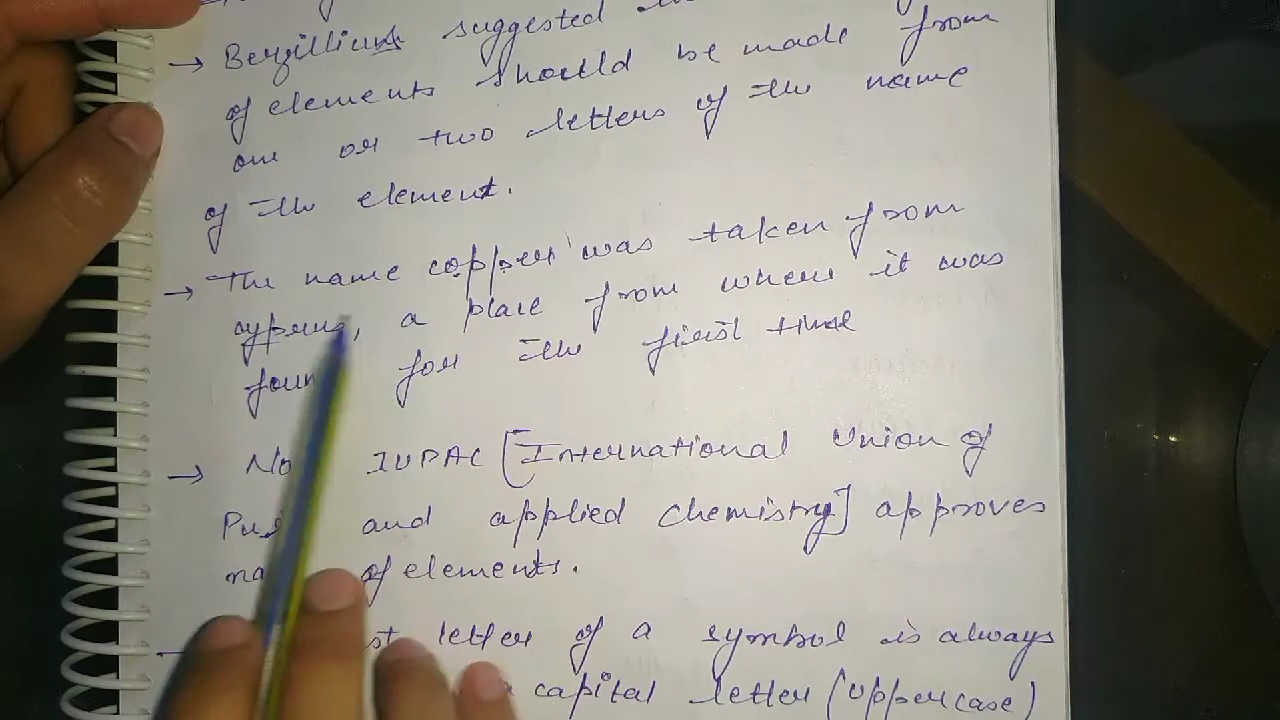 → Berzillius suggested
of elements should be made from
one or two letters of the name
of the element.
→ The name copper was taken from
cyprus, a place from where it was
for the first time
→ No IUPAC [International Union of
and applied chemistry] approves
of elements.
letter of a symbol is always
capital letter (uppercase)